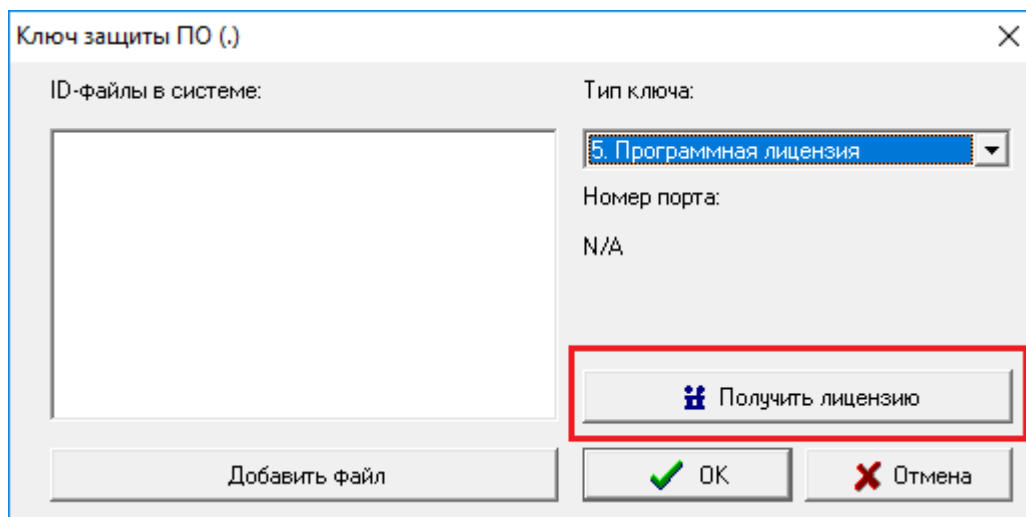 Ключ защиты ПО (.)
ID-файлы в системе:
Тип ключа:
5. Программная лицензия
Номер порта:
N/A
Получить лицензию
Добавить файл
OK
Отмена